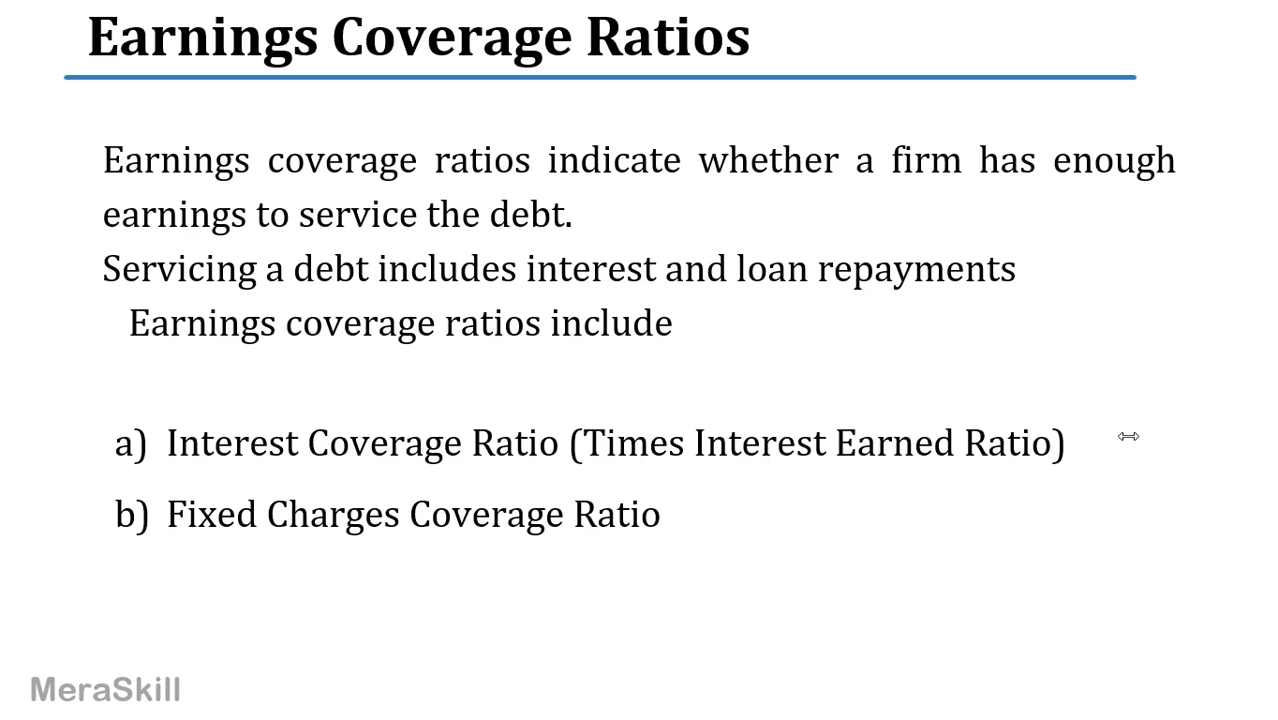 Earnings Coverage Ratios
Earnings coverage ratios indicate whether a firm has enough
earnings to service the debt.
Servicing a debt includes interest and loan repayments
Earnings coverage ratios include
a) Interest Coverage Ratio (Times Interest Earned Ratio)
b) Fixed Charges Coverage Ratio
MeraSkill